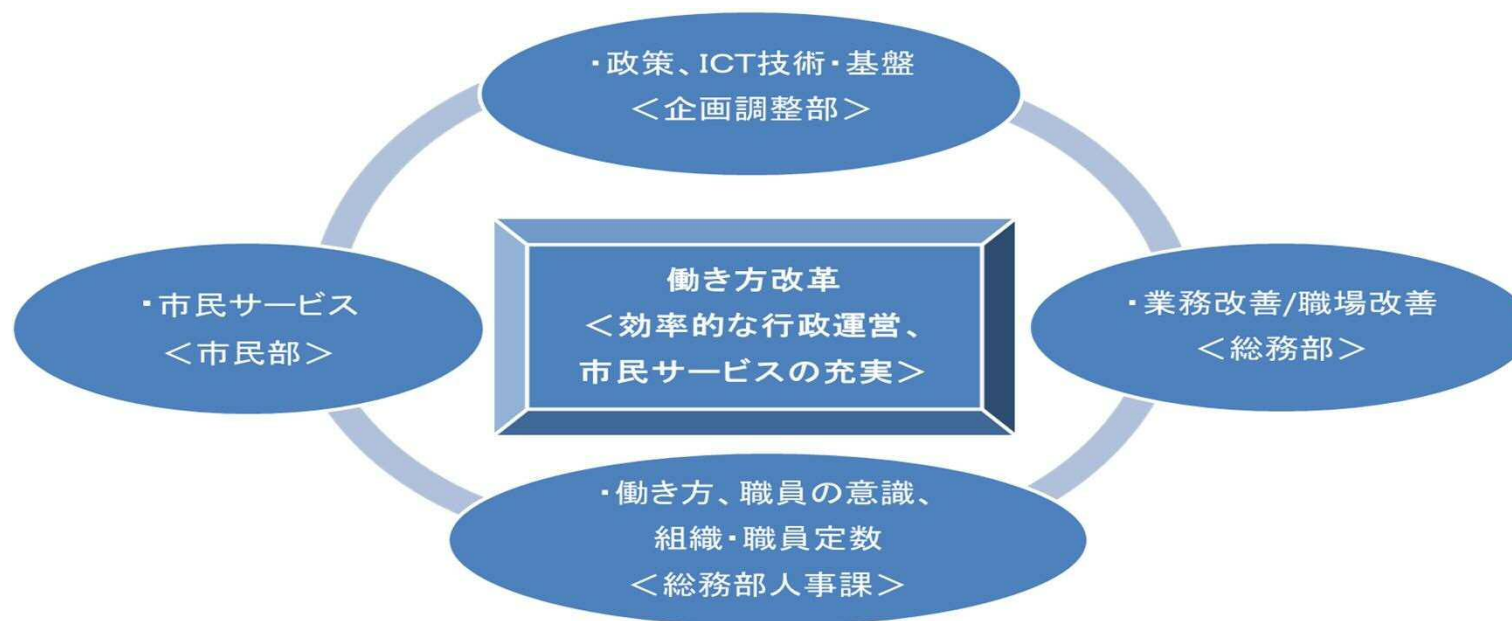 ・政策、ICT技術・基盤
＜企画調整部＞
・市民サービス
＜市民部＞
働き方改革
＜効率的な行政運営、
市民サービスの充実＞
・業務改善/職場改善
＜総務部＞
・働き方、職員の意識、
組織・職員定数
＜総務部人事課＞